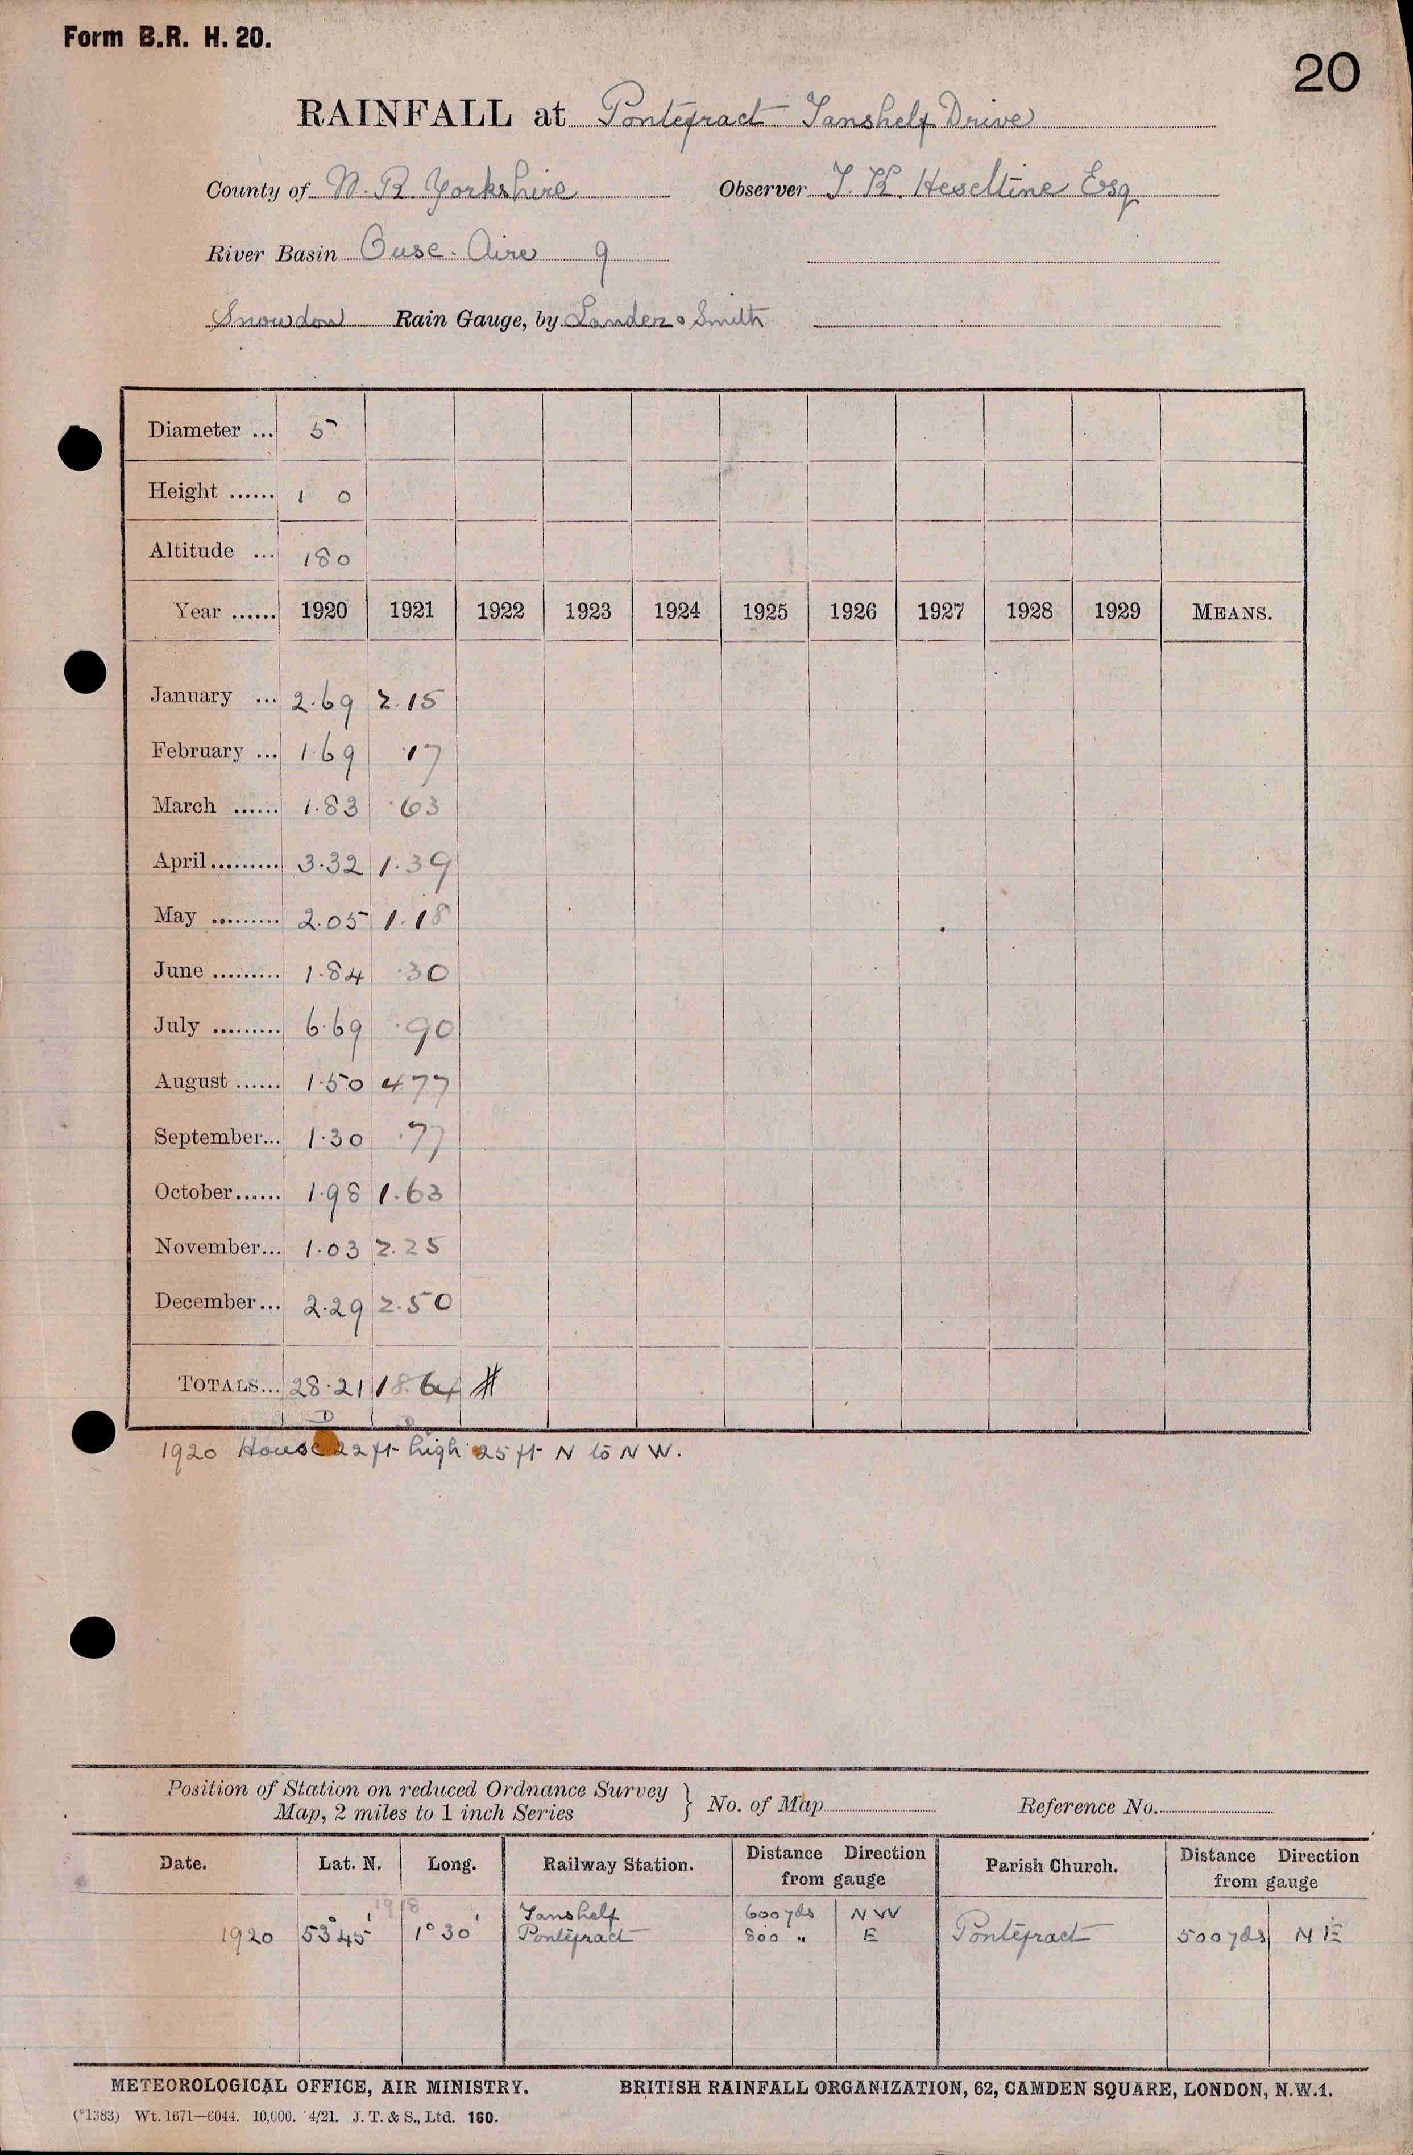 Form B.R. H. 20.
20
RAINFALL at Pontefract Tanshelf Drive
County of W. R. Yorkshire Observer T. K. Heseltine Esq
River Basin Ouse. Aire 9
Snowdon Rain Gauge, by Lander & Smith
Diameter ... 5
Height ...... 1 0
Altitude ... 180
Year ...... 1920 1921 1922 1923 1924 1925 1926 1927 1928 1929 MEANS.
January ... 2.69 2.15
February ... 1.69 .17
March ...... 1.83 .63
April......... 3.32 1.39
May ......... 2.05 1.18
June ......... 1.84 .30
July ......... 6.69 .90
August ...... 1.50 4.77
September... 1.30 .77
October...... 1.98 1.63
November... 1.03 2.25
December... 2.29 2.50
TOTALS... 28.21 18.64 #
D
1920 House 22 ft high 25 ft N to NW.
Position of Station on reduced Ordnance Survey
Map, 2 miles to 1 inch Series } No. of Map Reference No.
Date. Lat. N. Long. Railway Station. Distance Direction from gauge Parish Church. Distance Direction from gauge
1918
Tanshelf 600 yds NW
1920 53° 45' 1° 30' Pontefract 800 " E Pontefract 500 yds NE
METEOROLOGICAL OFFICE, AIR MINISTRY. BRITISH RAINFALL ORGANIZATION, 62, CAMDEN SQUARE, LONDON, N.W.1.
(*1383) Wt. 1671—6044. 10,000. 4/21. J. T. & S., Ltd. 160.